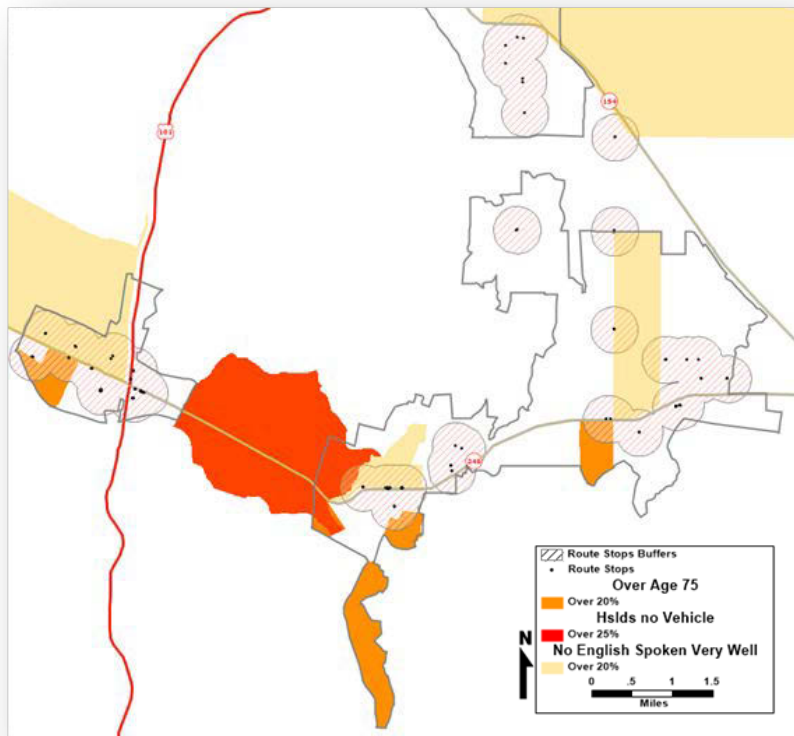 154
101
246
Route Stops Buffers
Route Stops
Over Age 75
Over 20%
Hslds no Vehicle
Over 25%
No English Spoken Very Well
Over 20%
0 .5 1 1.5
Miles
N